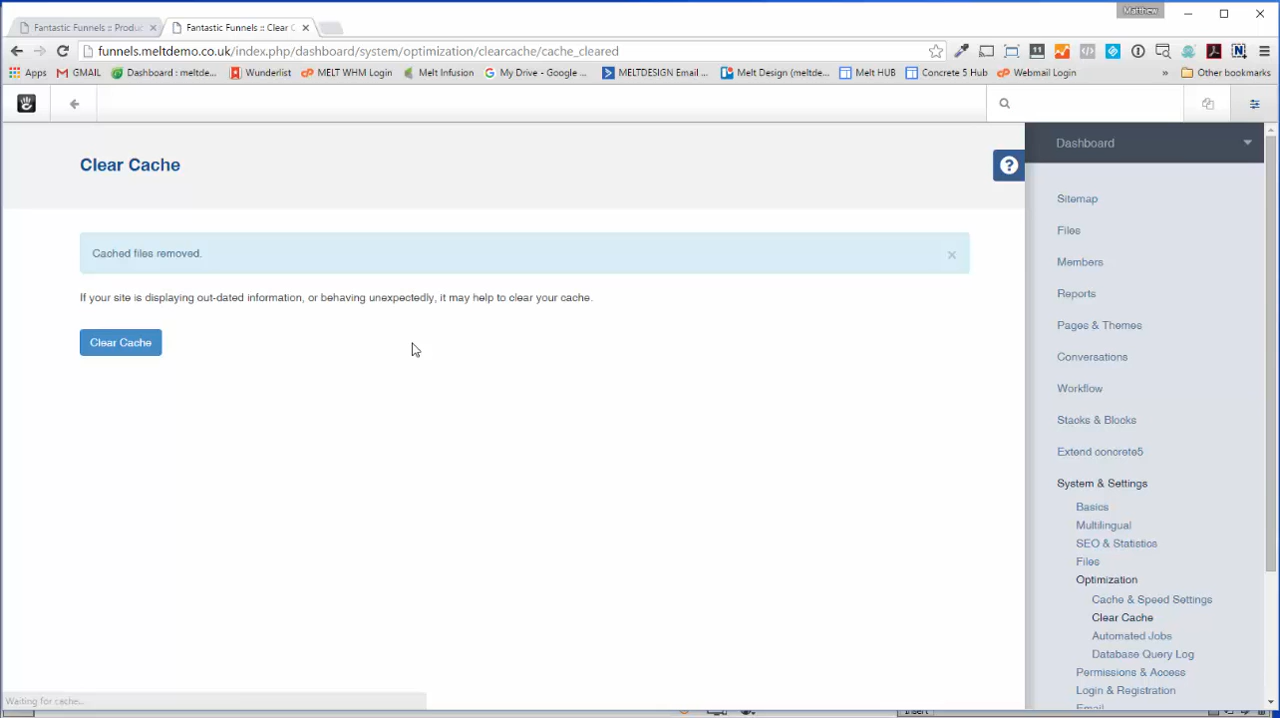 Matthew
Fantastic Funnels :: Produc
Fantastic Funnels :: Clear C
funnels.meltdemo.co.uk/index.php/dashboard/system/optimization/clearcache/cache_cleared
Apps
GMAIL
Dashboard : meltde...
Wunderlist
MELT WHM Login
Melt Infusion
My Drive - Google ...
MELTDESIGN Email ...
Melt Design (meltde...
Melt HUB
Concrete 5 Hub
Webmail Login
»
Other bookmarks
Clear Cache
Dashboard
Cached files removed.
If your site is displaying out-dated information, or behaving unexpectedly, it may help to clear your cache.
Clear Cache
Sitemap
Files
Members
Reports
Pages & Themes
Conversations
Workflow
Stacks & Blocks
Extend concrete5
System & Settings
Basics
Multilingual
SEO & Statistics
Files
Optimization
Cache & Speed Settings
Clear Cache
Automated Jobs
Database Query Log
Permissions & Access
Login & Registration
Email
Waiting for cache...
Insert